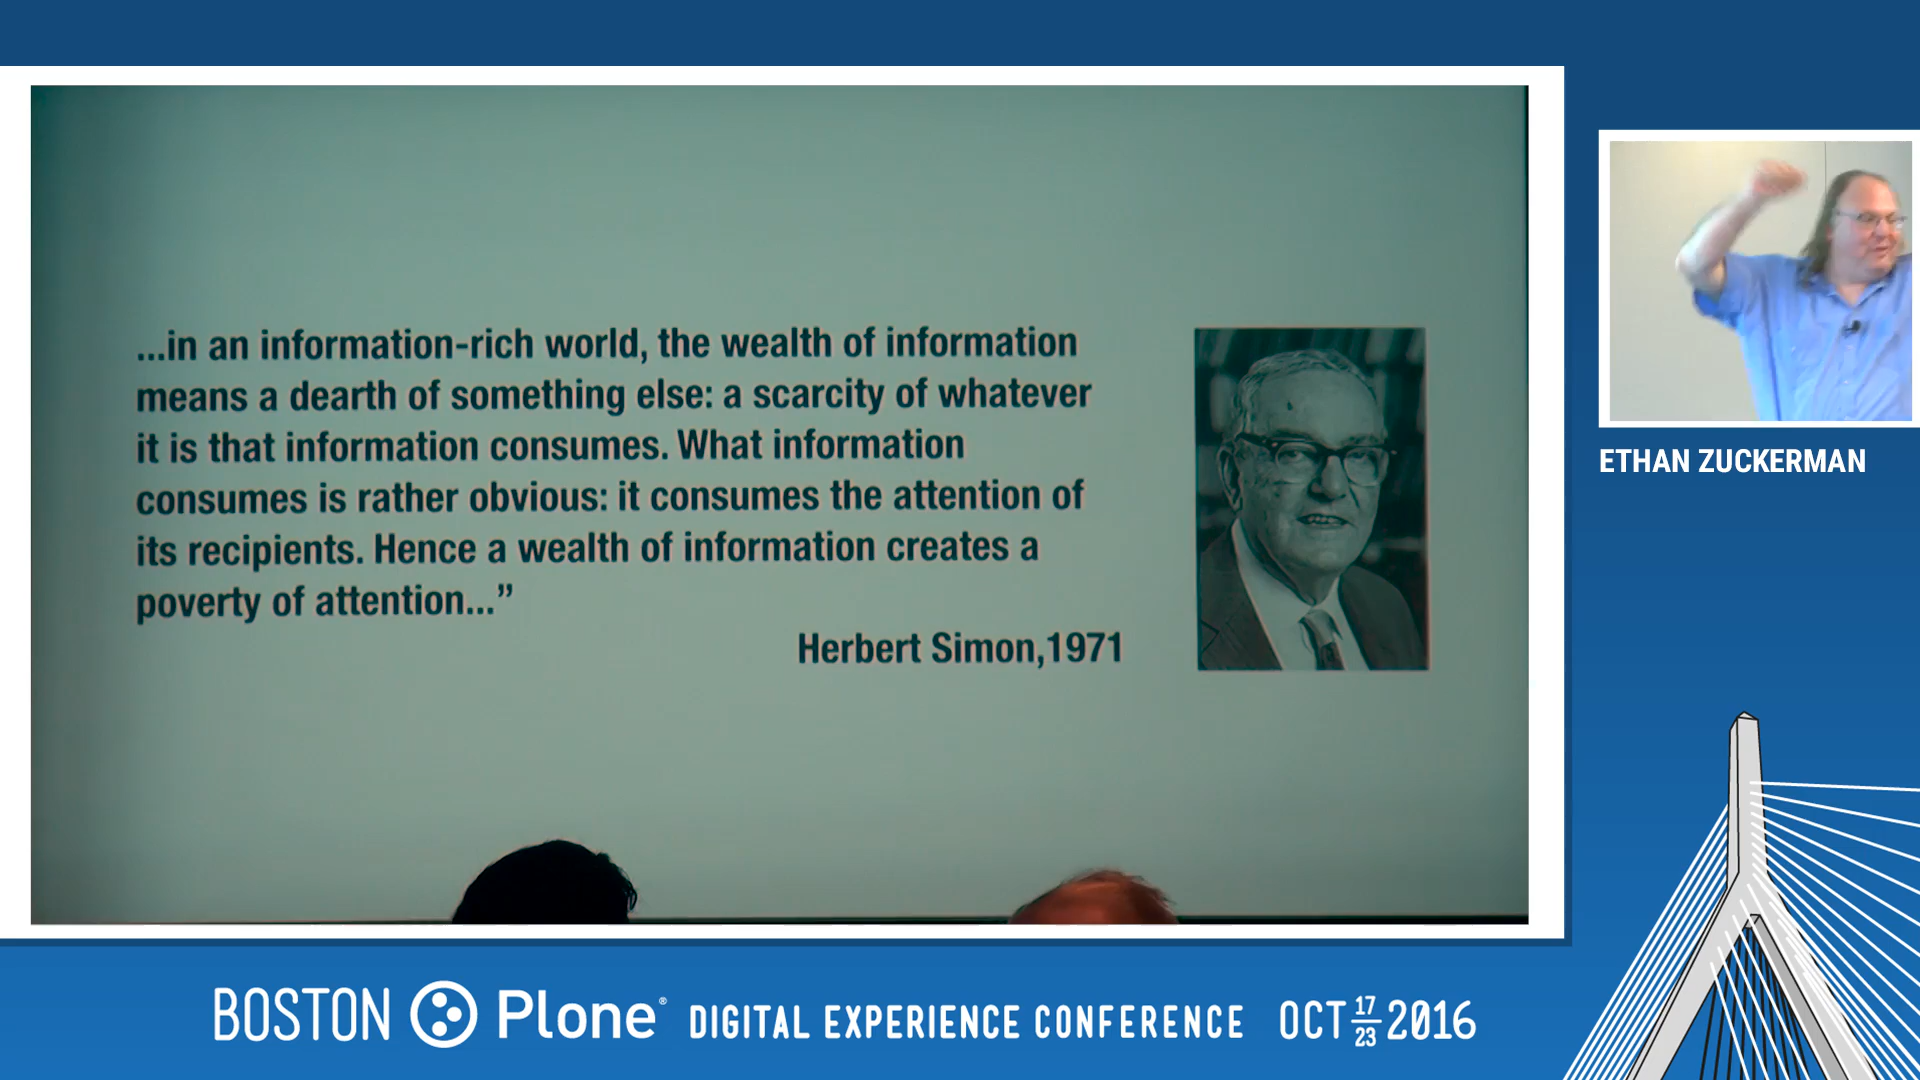 ...in an information-rich world, the wealth of information
means a dearth of something else: a scarcity of whatever
it is that information consumes. What information
consumes is rather obvious: it consumes the attention of
its recipients. Hence a wealth of information creates a
poverty of attention...”
Herbert Simon,1971
ETHAN ZUCKERMAN
BOSTON Plone® DIGITAL EXPERIENCE CONFERENCE OCT 17 23 2016